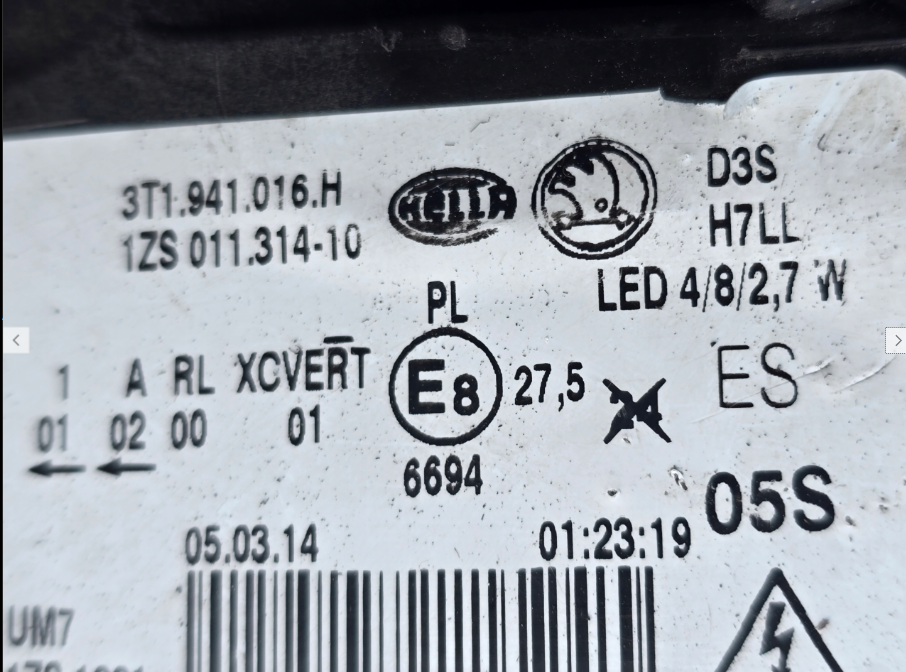 3T1.941.016.H
1ZS 011.314-10
HELLA
D3S
H7LL
LED 4/8/2,7 W
PL
1 A RL XCVERT
E8
27,5
24
ES
01 02 00 01
6694
05S
05.03.14
01:23:19
UM7